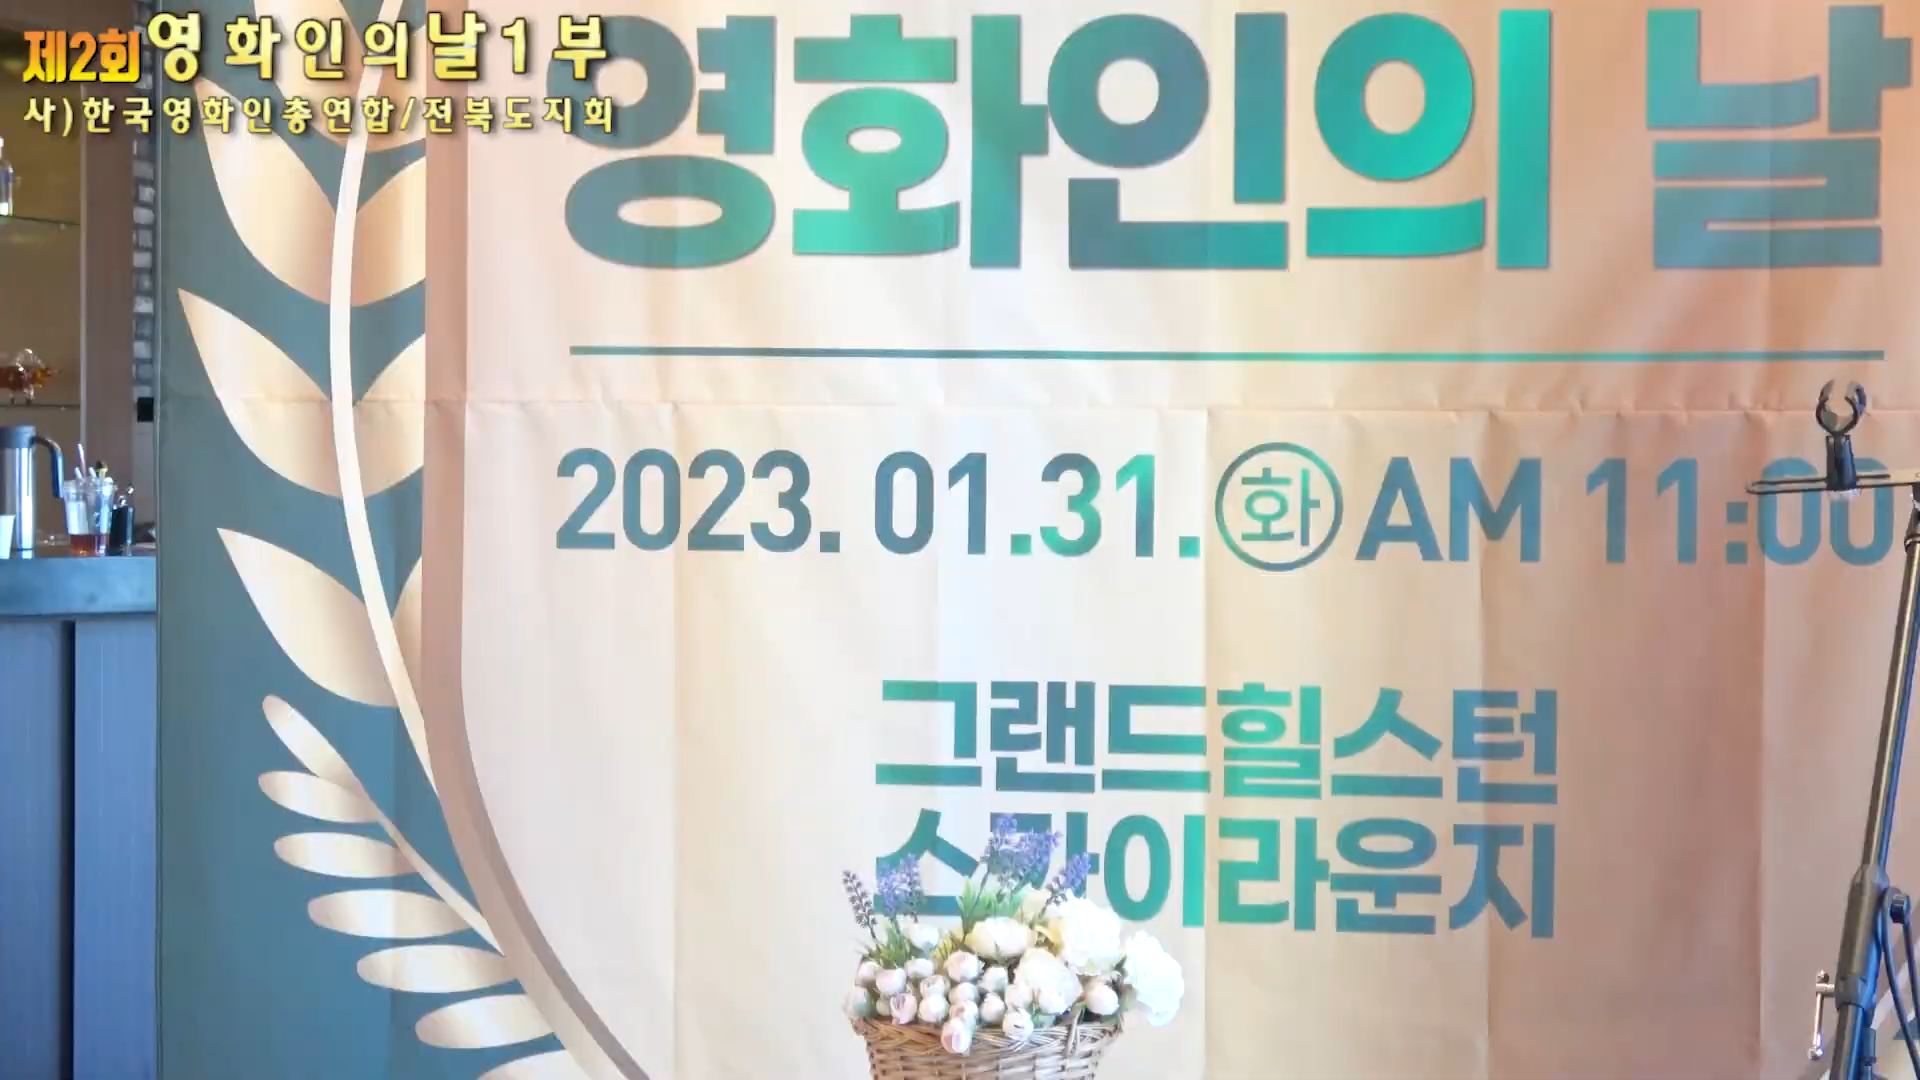 제2회 영화인의날 1부
사)한국영화인총연합/전북도지회
영화인의 날
2023. 01.31. 화 AM 11:00
그랜드힐스턴
스카이라운지